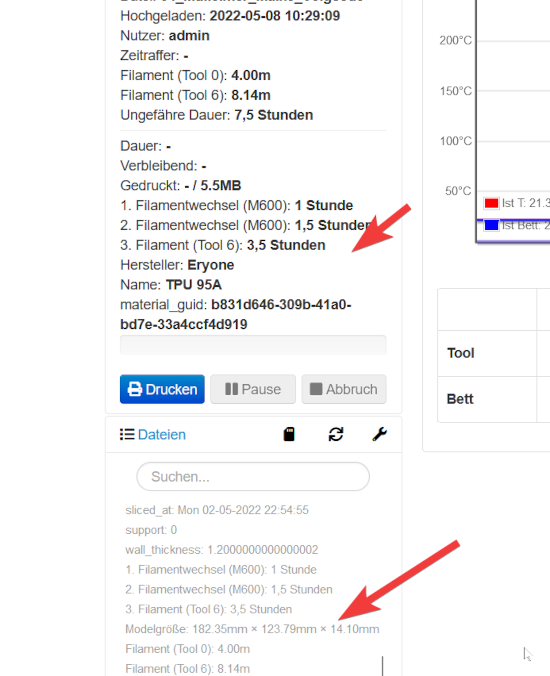 Hochgeladen: 2022-05-08 10:29:09
Nutzer: admin
Zeitraffer: -
Filament (Tool 0): 4.00m
Filament (Tool 6): 8.14m
Ungefähre Dauer: 7,5 Stunden
Dauer: -
Verbleibend: -
Gedruckt: - / 5.5MB
1. Filamentwechsel (M600): 1 Stunde
2. Filamentwechsel (M600): 1,5 Stunden
3. Filament (Tool 6): 3,5 Stunden
Hersteller: Eryone
Name: TPU 95A
material_guid: b831d646-309b-41a0-
bd7e-33a4ccf4d919
Drucken Pause Abbruch
Dateien
Suchen...
sliced_at: Mon 02-05-2022 22:54:55
support: 0
wall_thickness: 1.2000000000000002
1. Filamentwechsel (M600): 1 Stunde
2. Filamentwechsel (M600): 1,5 Stunden
3. Filament (Tool 6): 3,5 Stunden
Modelgröße: 182.35mm × 123.79mm × 14.10mm
Filament (Tool 0): 4.00m
Filament (Tool 6): 8.14m
200°C
150°C
100°C
50°C
Ist T: 21.3
Ist Bett: 2
Tool
Bett